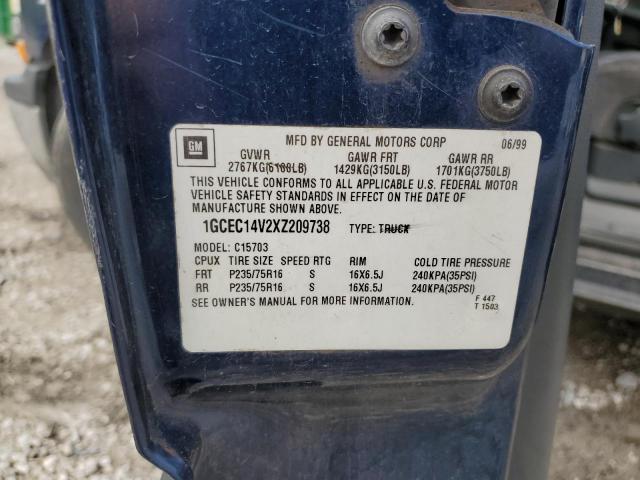 GM
MFD BY GENERAL MOTORS CORP 06/99
GVWR GAWR FRT GAWR RR
2767KG(6100LB) 1429KG(3150LB) 1701KG(3750LB)
THIS VEHICLE CONFORMS TO ALL APPLICABLE U.S. FEDERAL MOTOR
VEHICLE SAFETY STANDARDS IN EFFECT ON THE DATE OF
MANUFACTURE SHOWN ABOVE.
1GCEC14V2XZ209738 TYPE: TRUCK
MODEL: C15703
CPUX TIRE SIZE SPEED RTG RIM COLD TIRE PRESSURE
FRT P235/75R16 S 16X6.5J 240KPA(35PSI)
RR P235/75R16 S 16X6.5J 240KPA(35PSI)
SEE OWNER'S MANUAL FOR MORE INFORMATION.
F 447
T 1503